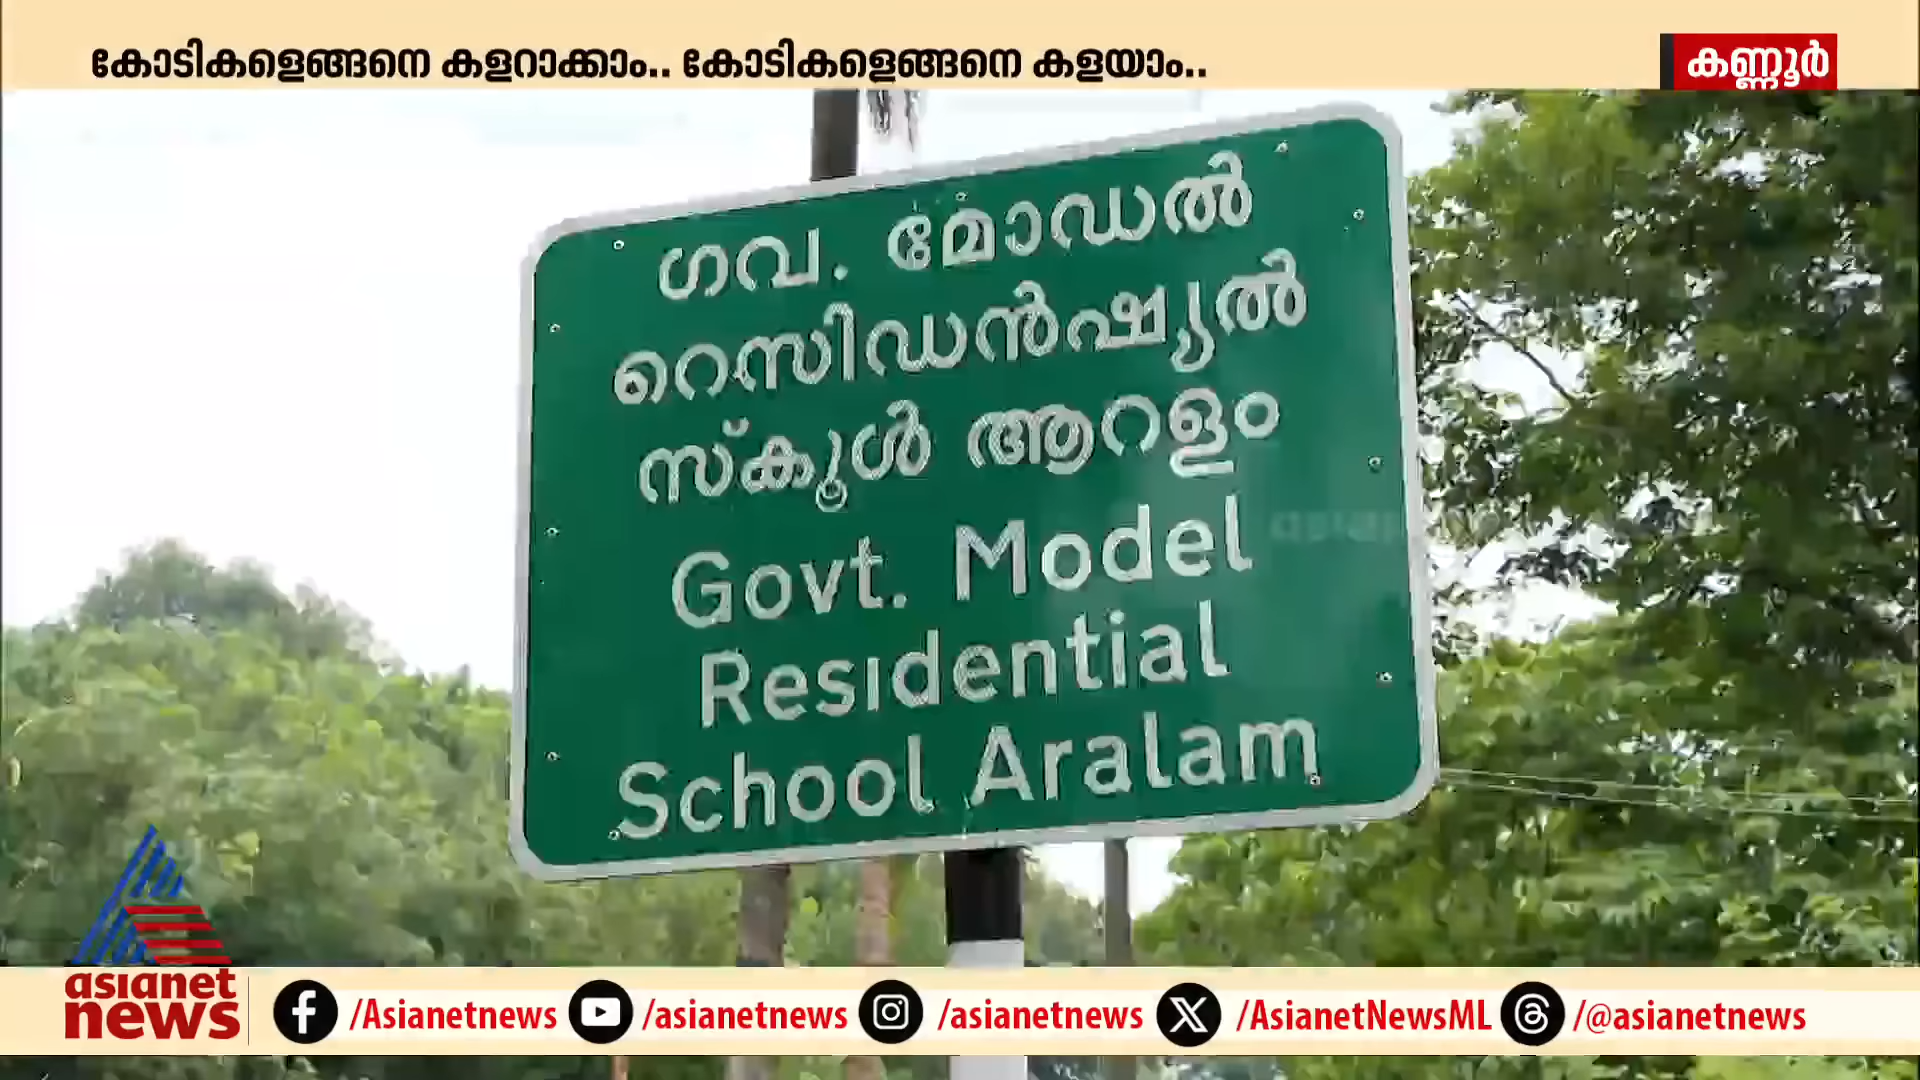 കോടികളെങ്ങനെ കളറാക്കാം.. കോടികളെങ്ങനെ കളയാം..
കണ്ണൂർ
ഗവ. മോഡൽ
റെസിഡൻഷ്യൽ
സ്കൂൾ ആറളം
Govt. Model
Residential
School Aralam
asianet
news
/Asianetnews /asianetnews /asianetnews /AsianetNewsML /@asianetnews